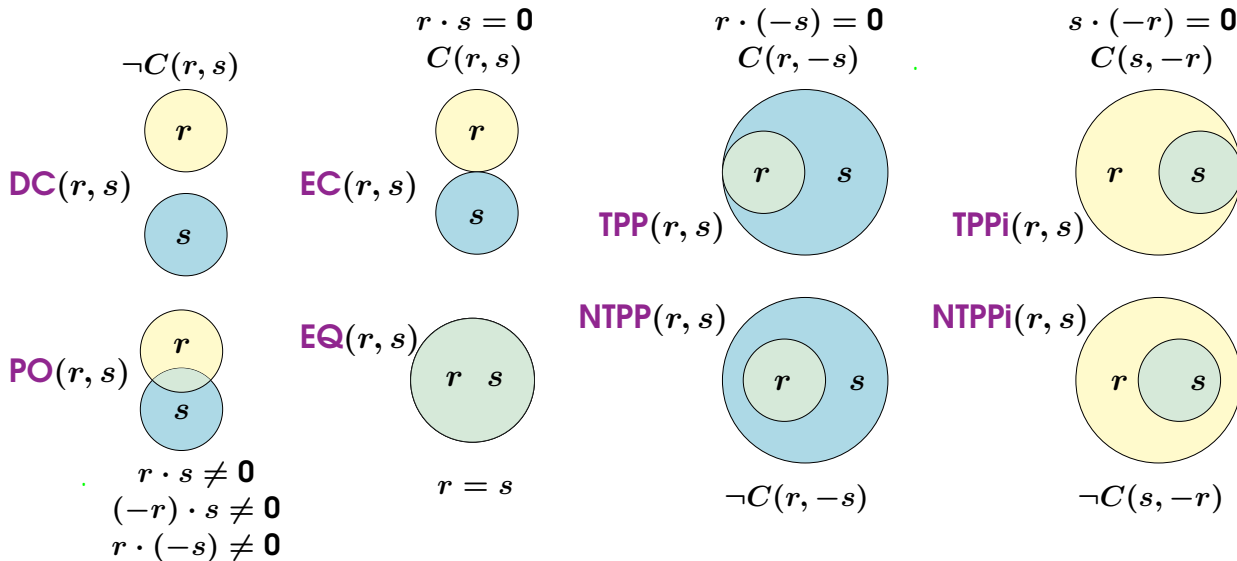 r · s = 0
r · (−s) = 0
s · (−r) = 0
¬C(r, s)
C(r, s)
C(r, −s)
C(s, −r)
r
r
DC(r, s)
EC(r, s)
r
s
r
s
s
s
TPP(r, s)
TPPi(r, s)
r
EQ(r, s)
NTPP(r, s)
NTPPi(r, s)
PO(r, s)
s
r s
r
s
r
s
r · s ≠ 0
r = s
¬C(r, −s)
¬C(s, −r)
(−r) · s ≠ 0
r · (−s) ≠ 0